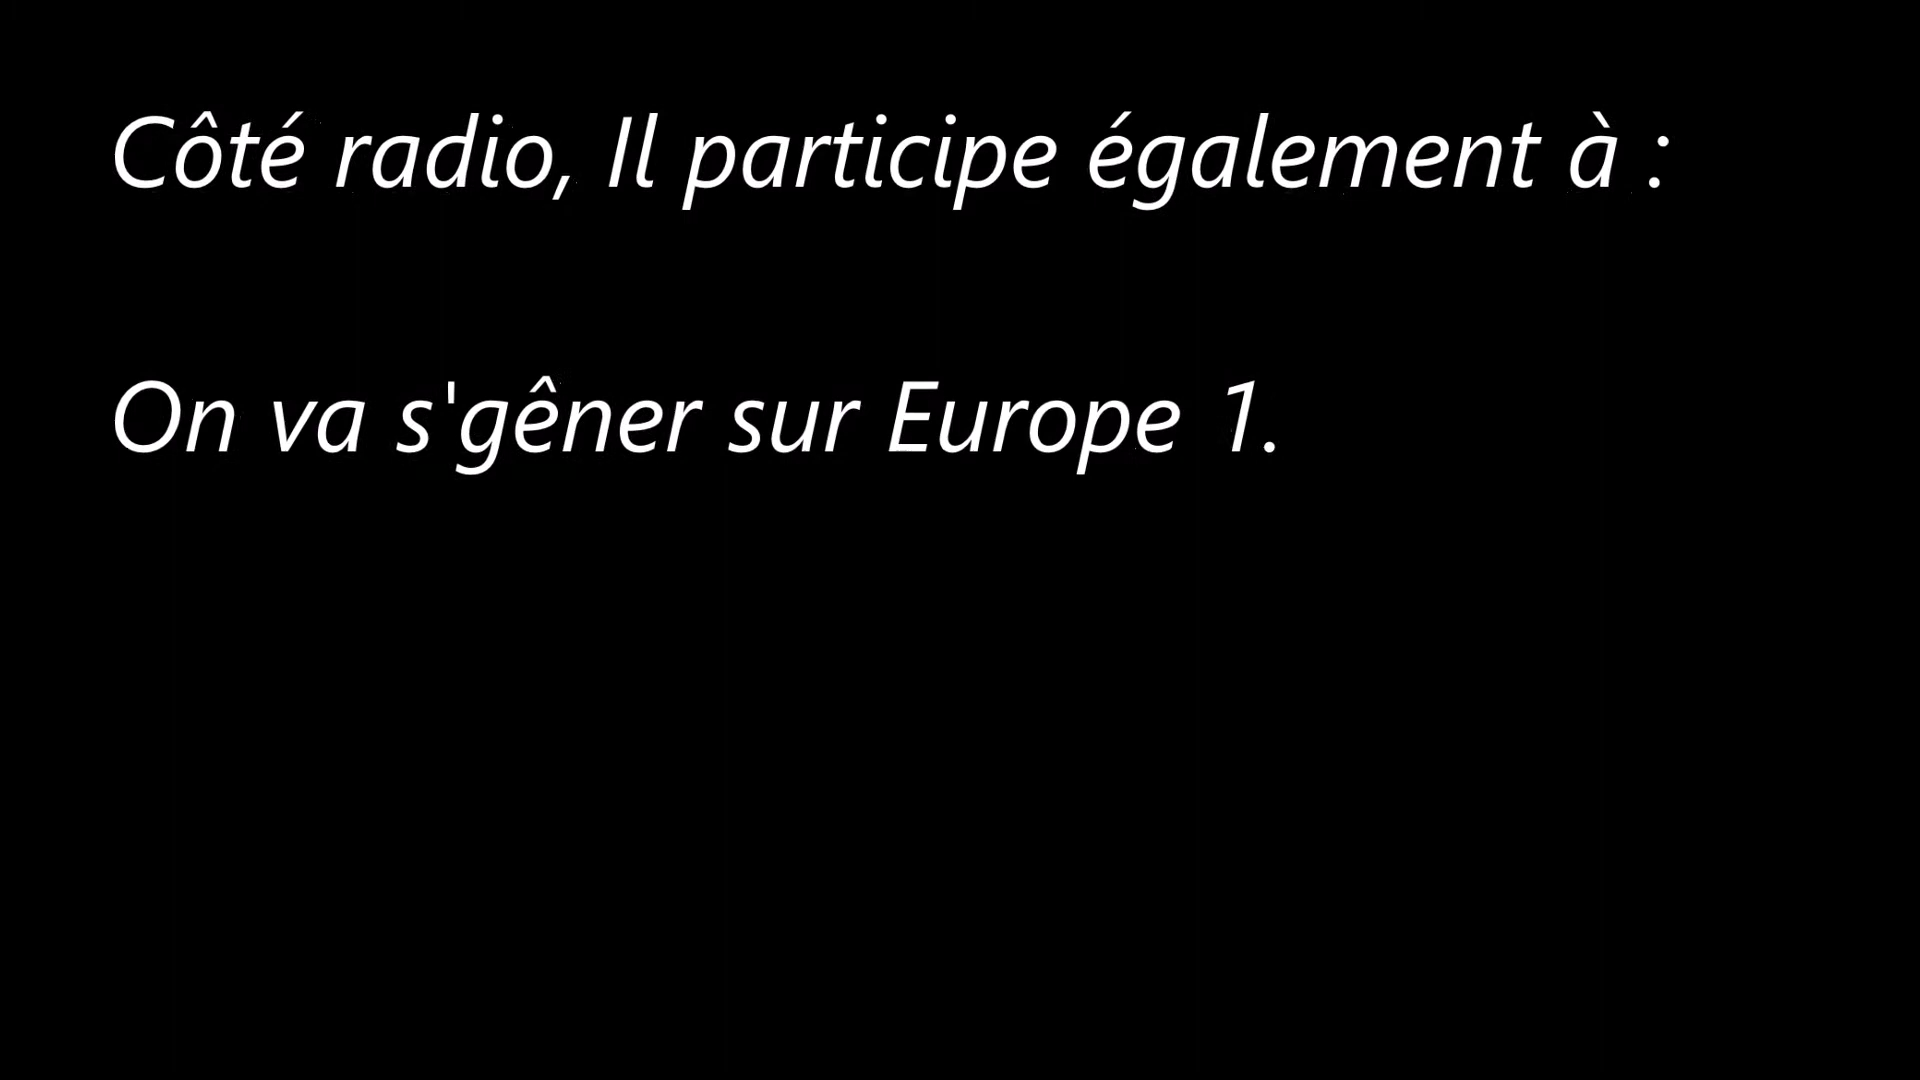 Côté radio, Il participe également à :
On va s'gêner sur Europe 1.